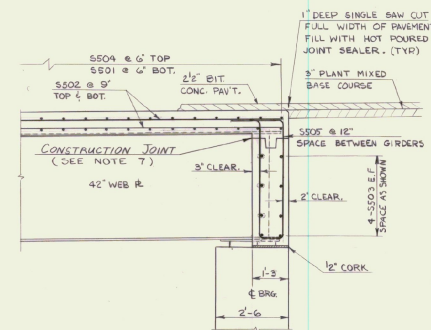 1" DEEP SINGLE SAW CUT
FULL WIDTH OF PAVEMEN
FILL WITH HOT POURED
JOINT SEALER. (TYP)
S504 @ 6" TOP
S501 @ 6" BOT.
2½" BIT.
CONC. PAV'T.
3" PLANT MIXED
BASE COURSE
S502 @ 9"
TOP & BOT.
S505 @ 12"
SPACE BETWEEN GIRDERS
CONSTRUCTION JOINT
(SEE NOTE 7)
3" CLEAR.
42" WEB PL
2" CLEAR.
4-S503 E.F.
SPACE AS SHOWN
½" CORK
1'-3
℄ BRG.
2'-6